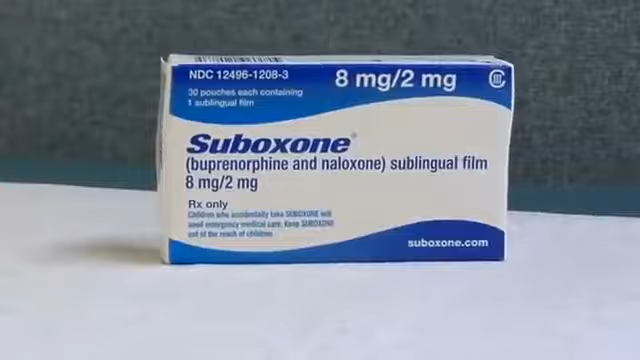 NDC 12496-1208-3
8 mg/2 mg
CIII
30 pouches each containing
1 sublingual film
Suboxone®
(buprenorphine and naloxone) sublingual film
8 mg/2 mg
Rx only
Children who accidentally take SUBOXONE will
need emergency medical care. Keep SUBOXONE
out of the reach of children.
suboxone.com